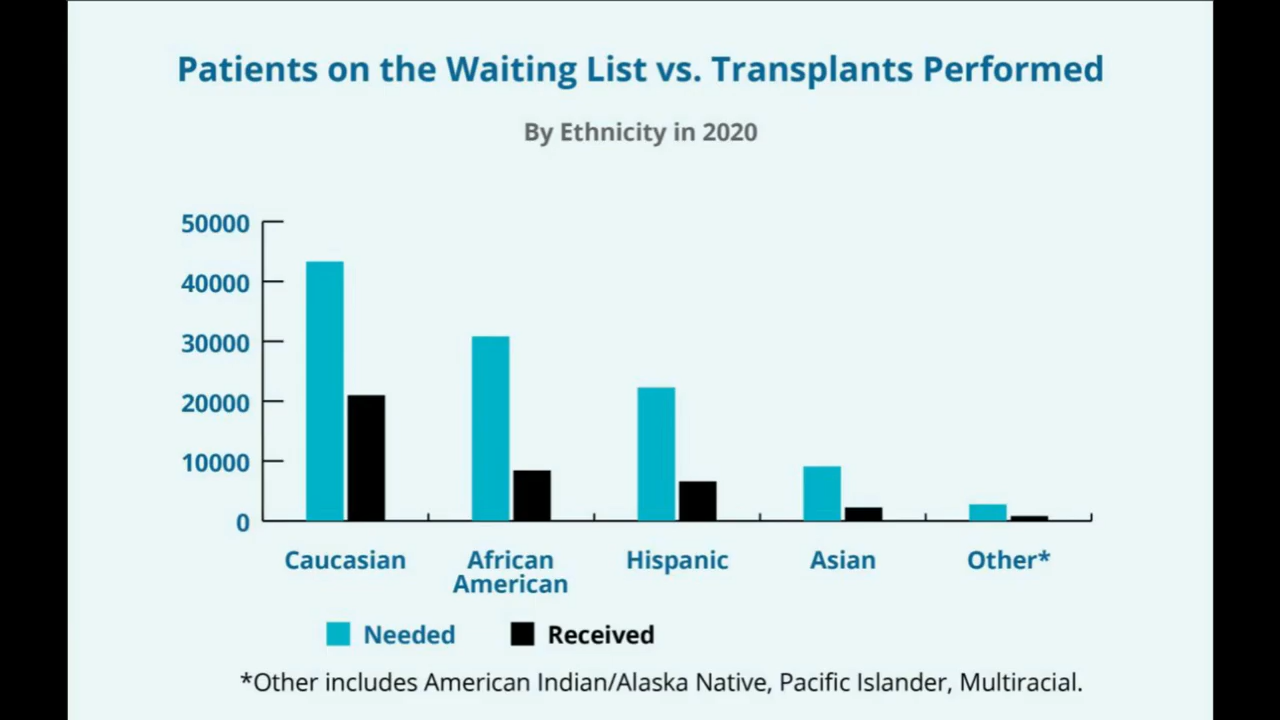 Patients on the Waiting List vs. Transplants Performed
By Ethnicity in 2020
50000
40000
30000
20000
10000
0
Caucasian
African
American
Hispanic
Asian
Other*
Needed
Received
*Other includes American Indian/Alaska Native, Pacific Islander, Multiracial.